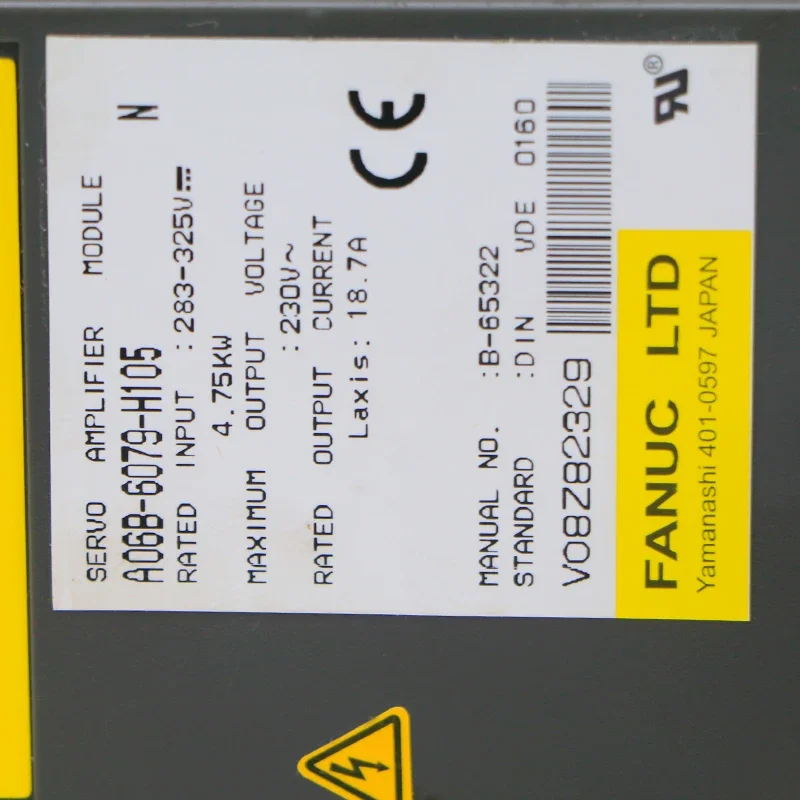 SERVO AMPLIFIER MODULE N
A06B-6079-H105
RATED INPUT : 283-325V⎓
4.75KW
MAXIMUM OUTPUT VOLTAGE
: 230V~
RATED OUTPUT CURRENT
Laxis: 18.7A
CE
MANUAL NO. :B-65322
STANDARD :DIN VDE 0160
V08Z82329
FANUC LTD
Yamanashi 401-0597 JAPAN
RU®